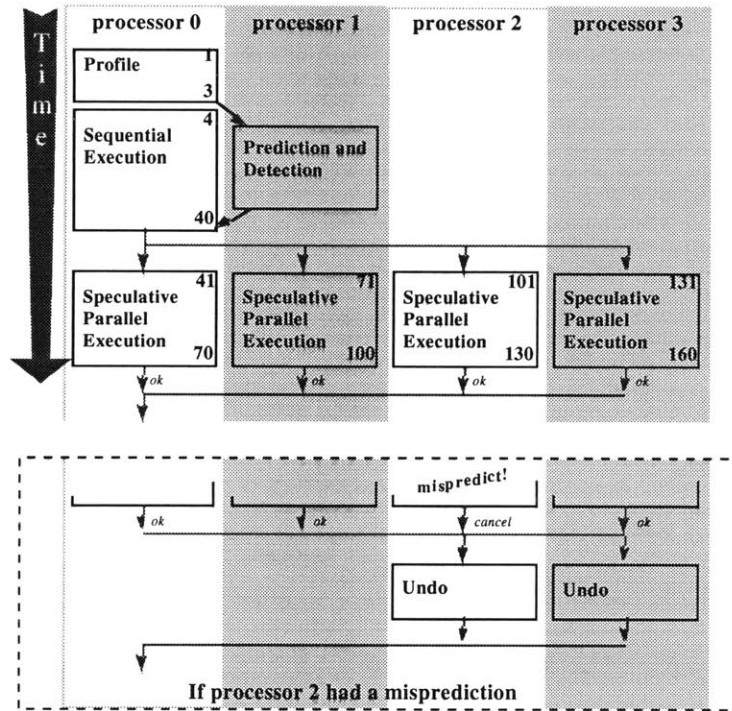 processor 0 processor 1 processor 2 processor 3
Time
Profile
1
3
Sequential
Execution
4
40
Prediction and
Detection
41 71 101 131
Speculative Speculative Speculative Speculative
Parallel Parallel Parallel Parallel
Execution Execution Execution Execution
70 100 130 160
ok ok ok ok
mispredict!
ok ok cancel ok
Undo Undo
If processor 2 had a misprediction